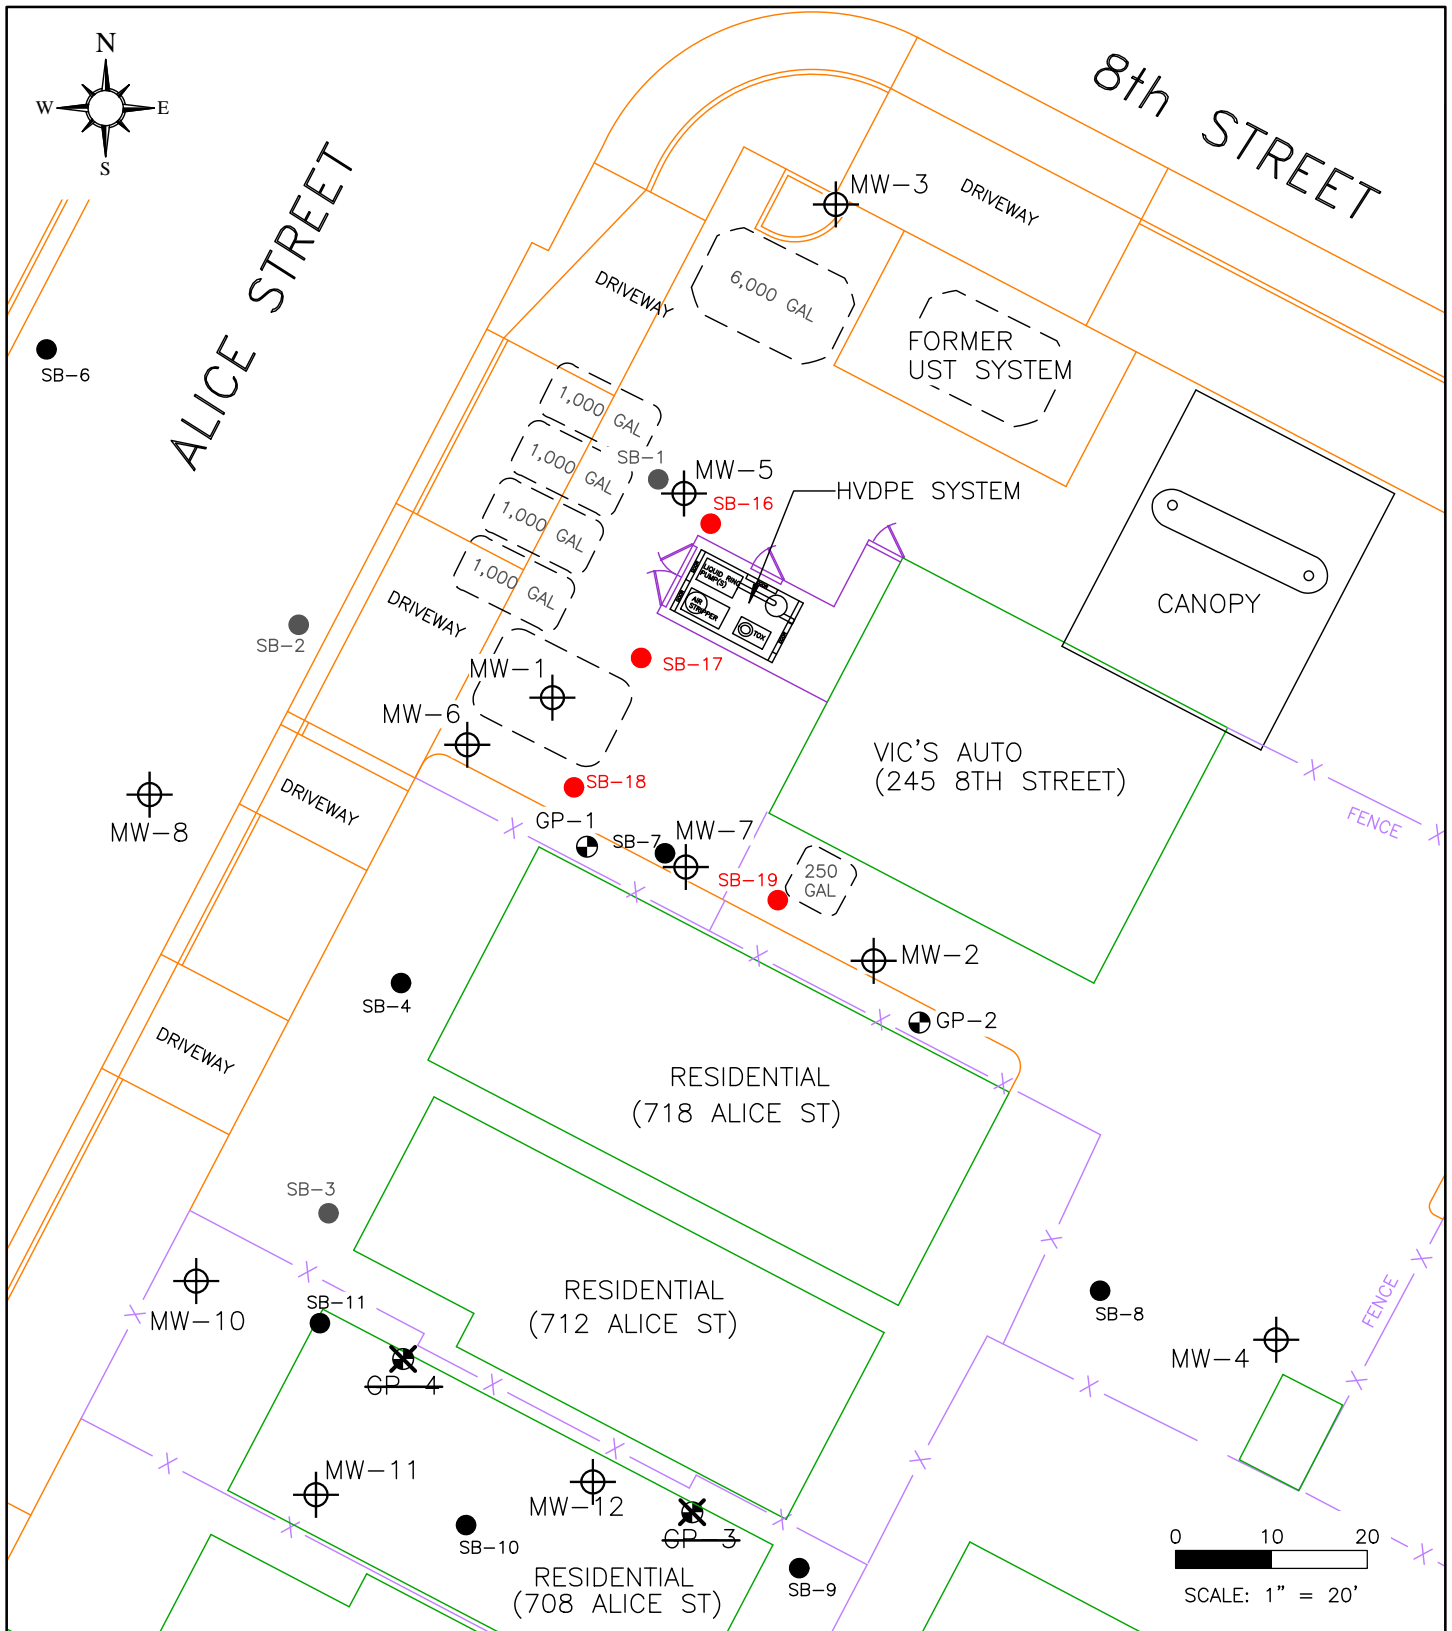 N
W
E
S
8th STREET
ALICE STREET
MW-3
DRIVEWAY
DRIVEWAY
6,000 GAL
FORMER
UST SYSTEM
SB-6
1,000 GAL
1,000 GAL
1,000 GAL
1,000 GAL
SB-1
MW-5
SB-16
HVDPE SYSTEM
LIQUID RING
PUMP(S)
AIR
STRIPPER
TOX
CANOPY
DRIVEWAY
SB-2
SB-17
MW-1
MW-6
VIC'S AUTO
(245 8TH STREET)
SB-18
DRIVEWAY
MW-8
GP-1
SB-7
MW-7
FENCE
SB-19
250
GAL
MW-2
SB-4
GP-2
DRIVEWAY
RESIDENTIAL
(718 ALICE ST)
SB-3
RESIDENTIAL
(712 ALICE ST)
MW-10
SB-11
SB-8
FENCE
MW-4
GP-4
MW-11
MW-12
GP-3
SB-10
SB-9
RESIDENTIAL
(708 ALICE ST)
0 10 20
SCALE: 1" = 20'